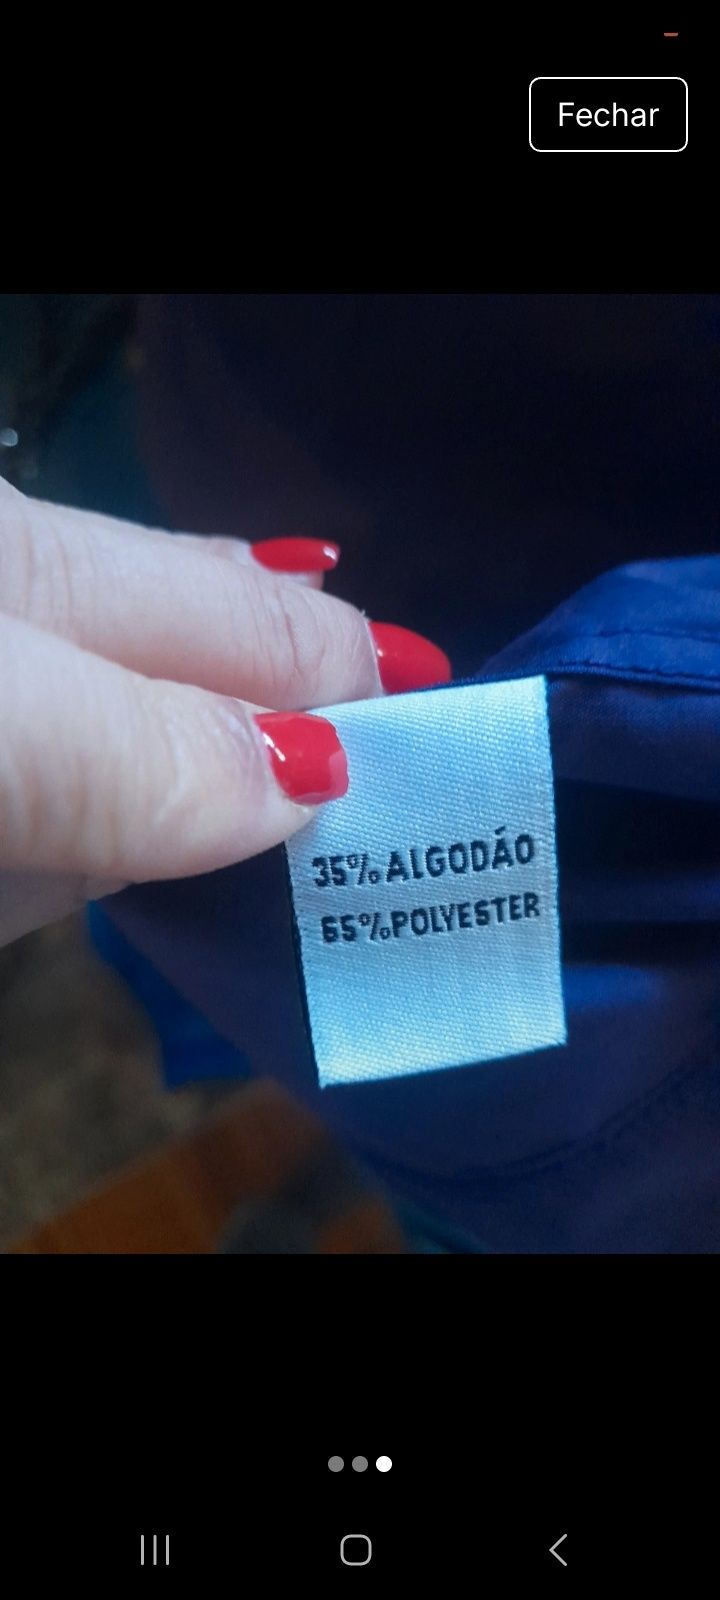 Fechar
35% ALGODÃO
65% POLYESTER